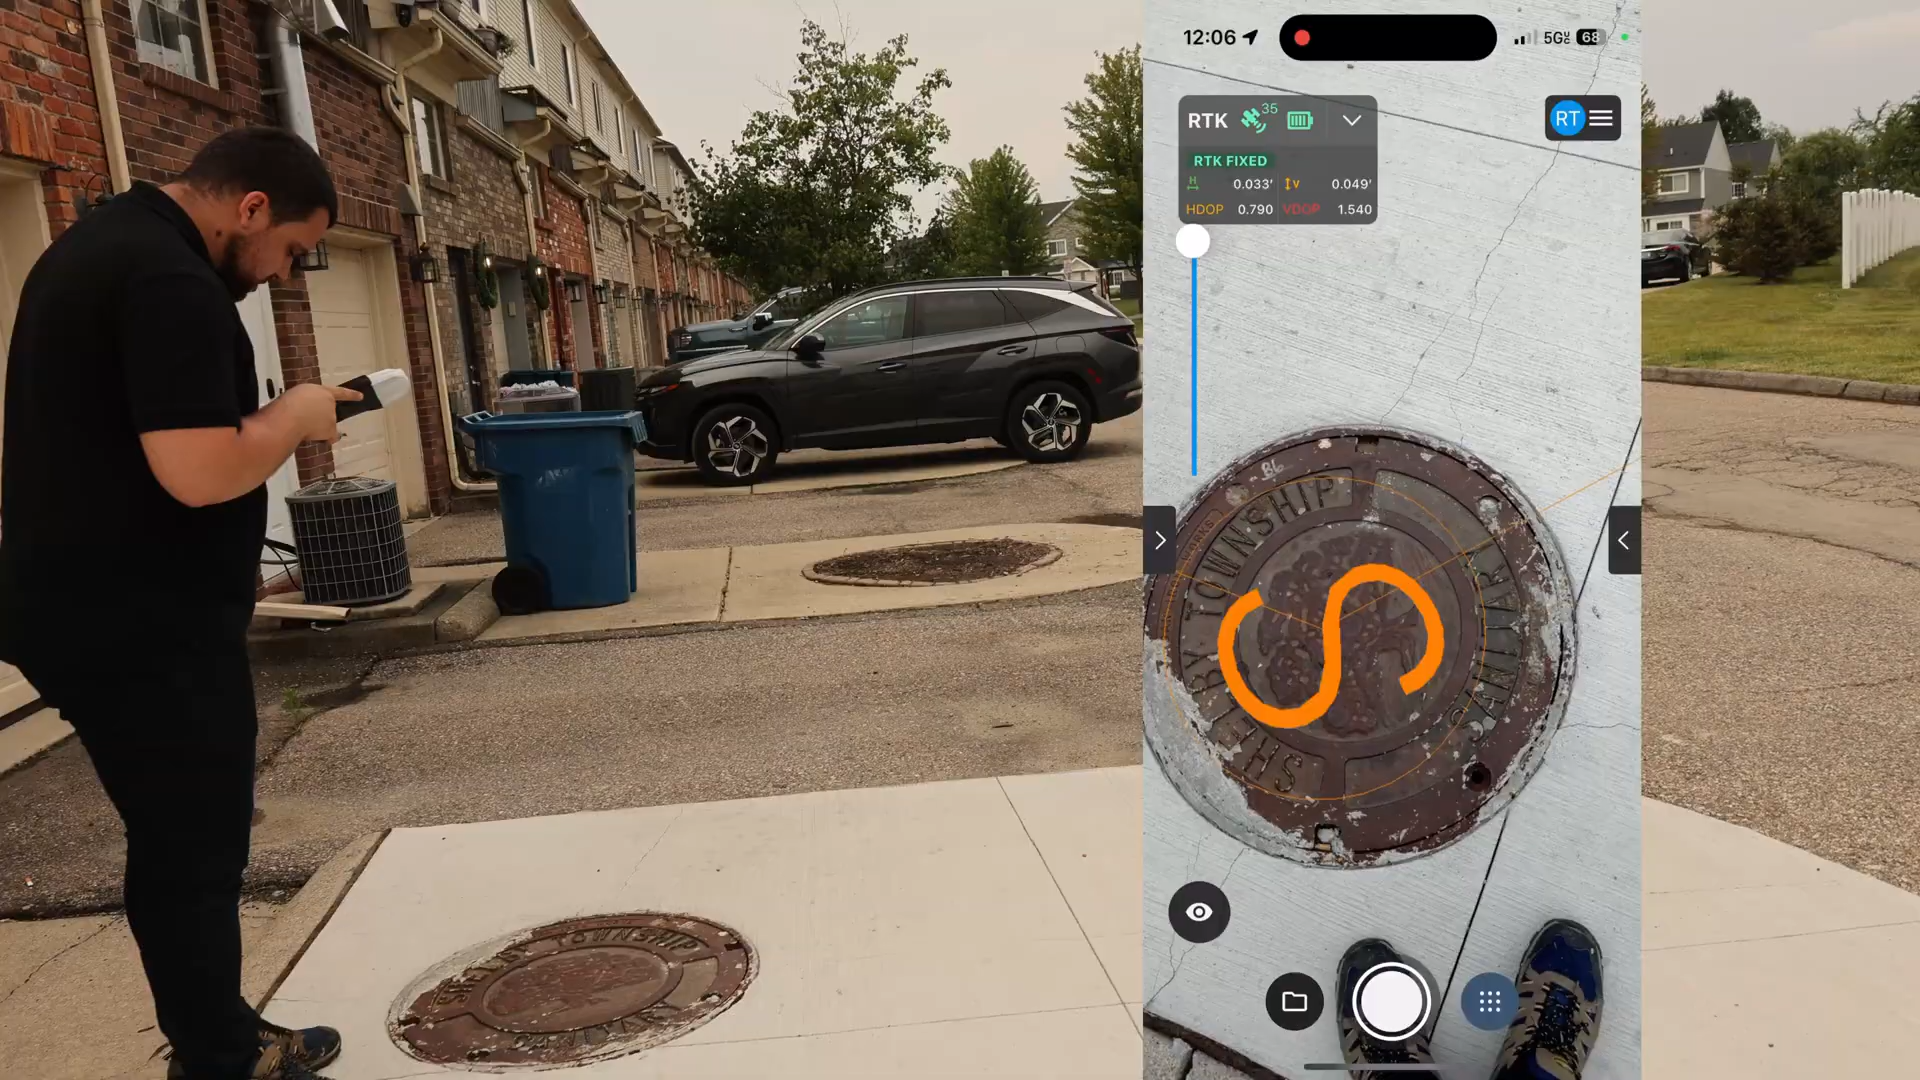 12:06
5G
68
RTK
35
RT
RTK FIXED
H 0.033' V 0.049'
HDOP 0.790 VDOP 1.540
B6
SHELBY TOWNSHIP
SANITARY
S
SHELBY TOWNSHIP
SANITARY